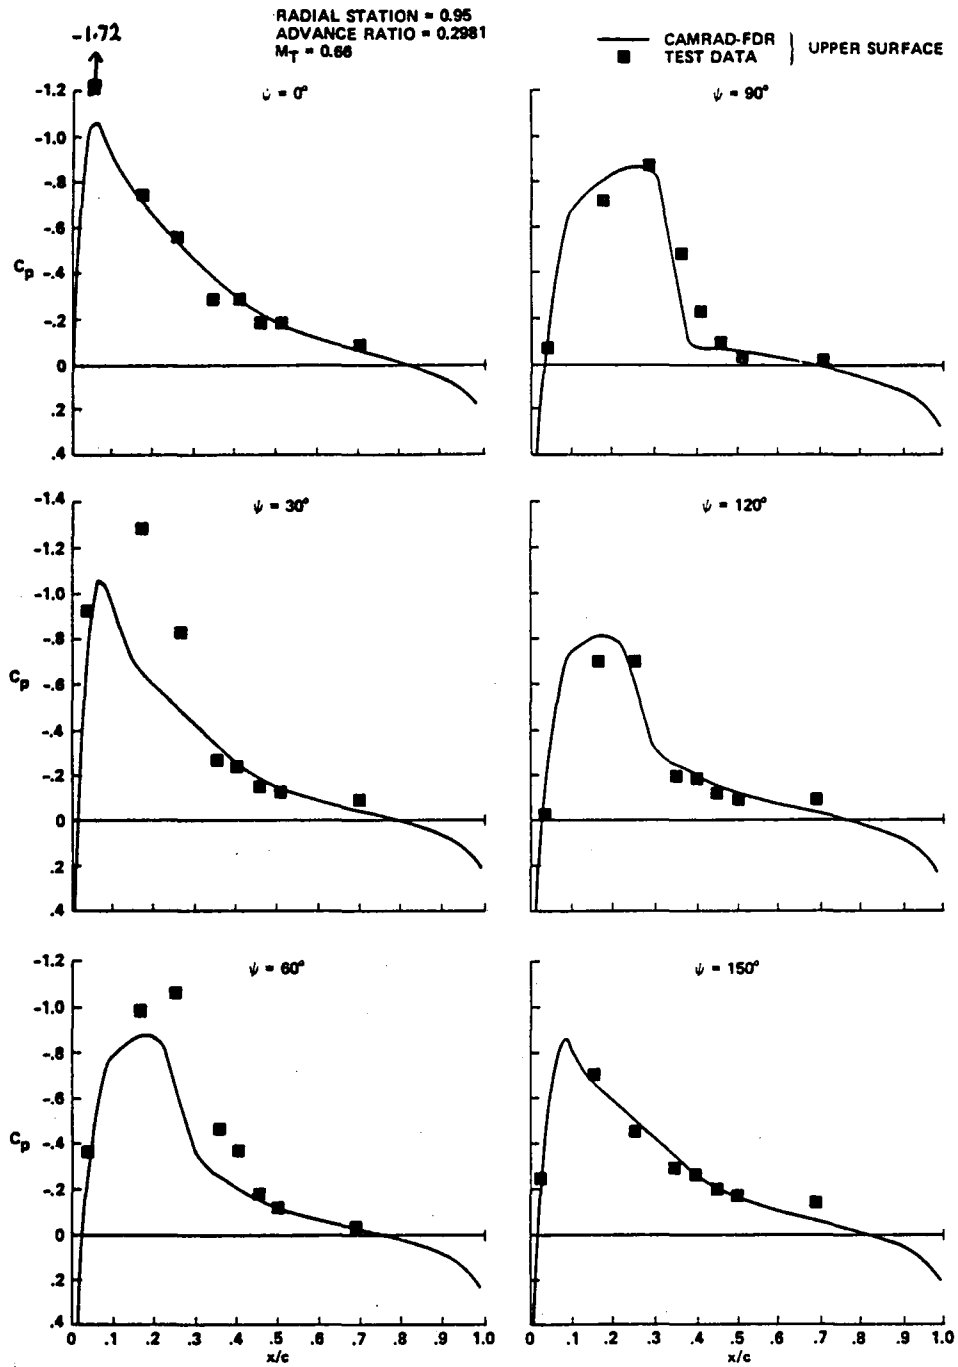 RADIAL STATION = 0.95
ADVANCE RATIO = 0.2981
M_T = 0.66
CAMRAD-FDR
TEST DATA
UPPER SURFACE
-1.72
ψ = 0°
-1.2
-1.0
-.8
-.6
C_p -.4
-.2
0
.2
.4
ψ = 90°
ψ = 30°
-1.4
-1.2
-1.0
-.8
C_p -.6
-.4
-.2
0
.2
.4
ψ = 120°
ψ = 60°
-1.2
-1.0
-.8
-.6
C_p -.4
-.2
0
.2
.4
0 .1 .2 .3 .4 .5 .6 .7 .8 .9 1.0
x/c
ψ = 150°
0 .1 .2 .3 .4 .5 .6 .7 .8 .9 1.0
x/c